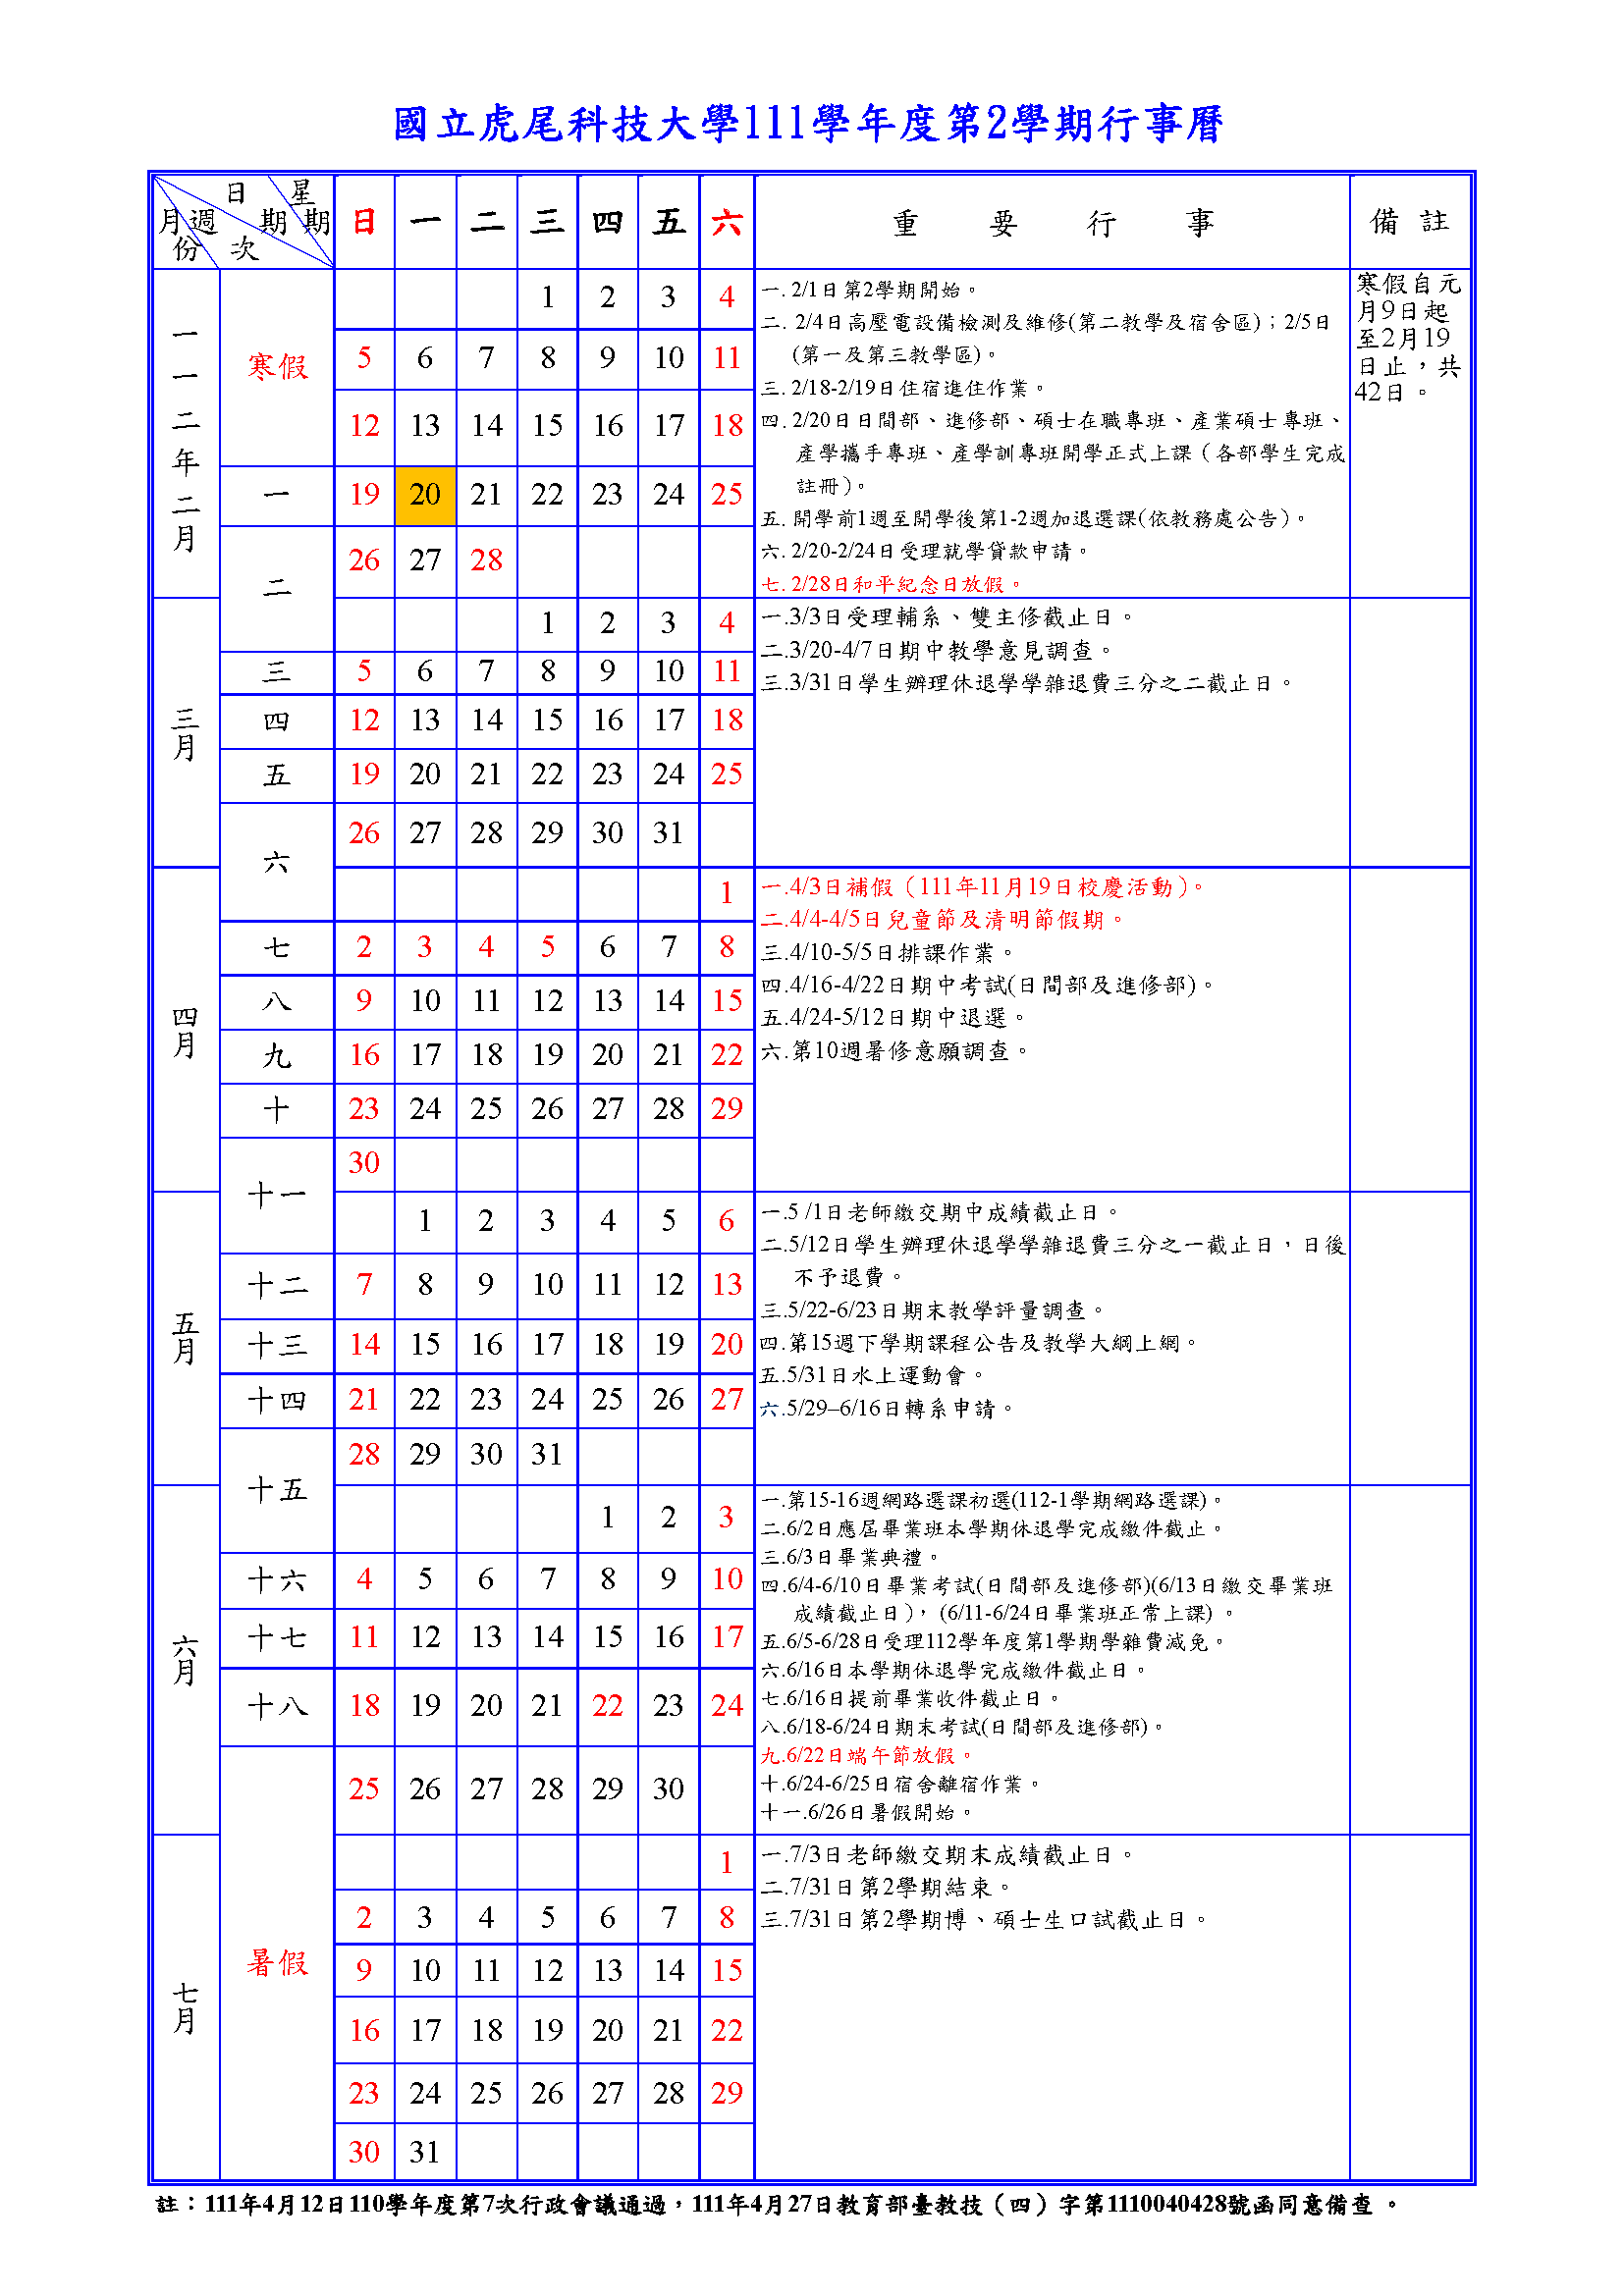 國立虎尾科技大學111學年度第2學期行事曆
月份 週次 日期 星期 日 一 二 三 四 五 六 重要行事 備註
一一二年二月
寒假
1 2 3 4
5 6 7 8 9 10 11
12 13 14 15 16 17 18
一 19 20 21 22 23 24 25
二 26 27 28
一. 2/1日第2學期開始。
二. 2/4日高壓電設備檢測及維修(第二教學及宿舍區)；2/5日
(第一及第三教學區)。
三. 2/18-2/19日住宿進住作業。
四. 2/20日日間部、進修部、碩士在職專班、產業碩士專班、
產學攜手專班、產學訓專班開學正式上課（各部學生完成
註冊）。
五. 開學前1週至開學後第1-2週加退選課(依教務處公告)。
六. 2/20-2/24日受理就學貸款申請。
七. 2/28日和平紀念日放假。
寒假自元
月9日起
至2月19
日止，共
42日。
三月
1 2 3 4
三 5 6 7 8 9 10 11
四 12 13 14 15 16 17 18
五 19 20 21 22 23 24 25
六 26 27 28 29 30 31
一.3/3日受理輔系、雙主修截止日。
二.3/20-4/7日期中教學意見調查。
三.3/31日學生辦理休退學學雜退費三分之二截止日。
四月
1
七 2 3 4 5 6 7 8
八 9 10 11 12 13 14 15
九 16 17 18 19 20 21 22
十 23 24 25 26 27 28 29
十一 30
一.4/3日補假（111年11月19日校慶活動）。
二.4/4-4/5日兒童節及清明節假期。
三.4/10-5/5日排課作業。
四.4/16-4/22日期中考試(日間部及進修部)。
五.4/24-5/12日期中退選。
六.第10週暑修意願調查。
五月
1 2 3 4 5 6
十二 7 8 9 10 11 12 13
十三 14 15 16 17 18 19 20
十四 21 22 23 24 25 26 27
十五 28 29 30 31
一.5 /1日老師繳交期中成績截止日。
二.5/12日學生辦理休退學學雜退費三分之一截止日，日後
不予退費。
三.5/22-6/23日期末教學評量調查。
四.第15週下學期課程公告及教學大綱上網。
五.5/31日水上運動會。
六.5/29–6/16日轉系申請。
六月
1 2 3
十六 4 5 6 7 8 9 10
十七 11 12 13 14 15 16 17
十八 18 19 20 21 22 23 24
25 26 27 28 29 30
一.第15-16週網路選課初選(112-1學期網路選課)。
二.6/2日應屆畢業班本學期休退學完成繳件截止。
三.6/3日畢業典禮。
四.6/4-6/10日畢業考試(日間部及進修部)(6/13日繳交畢業班
成績截止日），(6/11-6/24日畢業班正常上課) 。
五.6/5-6/28日受理112學年度第1學期學雜費減免。
六.6/16日本學期休退學完成繳件截止日。
七.6/16日提前畢業收件截止日。
八.6/18-6/24日期末考試(日間部及進修部)。
九.6/22日端午節放假。
十.6/24-6/25日宿舍離宿作業。
十一.6/26日暑假開始。
七月
暑假
1
2 3 4 5 6 7 8
9 10 11 12 13 14 15
16 17 18 19 20 21 22
23 24 25 26 27 28 29
30 31
一.7/3日老師繳交期末成績截止日。
二.7/31日第2學期結束。
三.7/31日第2學期博、碩士生口試截止日。
註：111年4月12日110學年度第7次行政會議通過，111年4月27日教育部臺教技（四）字第1110040428號函同意備查 。